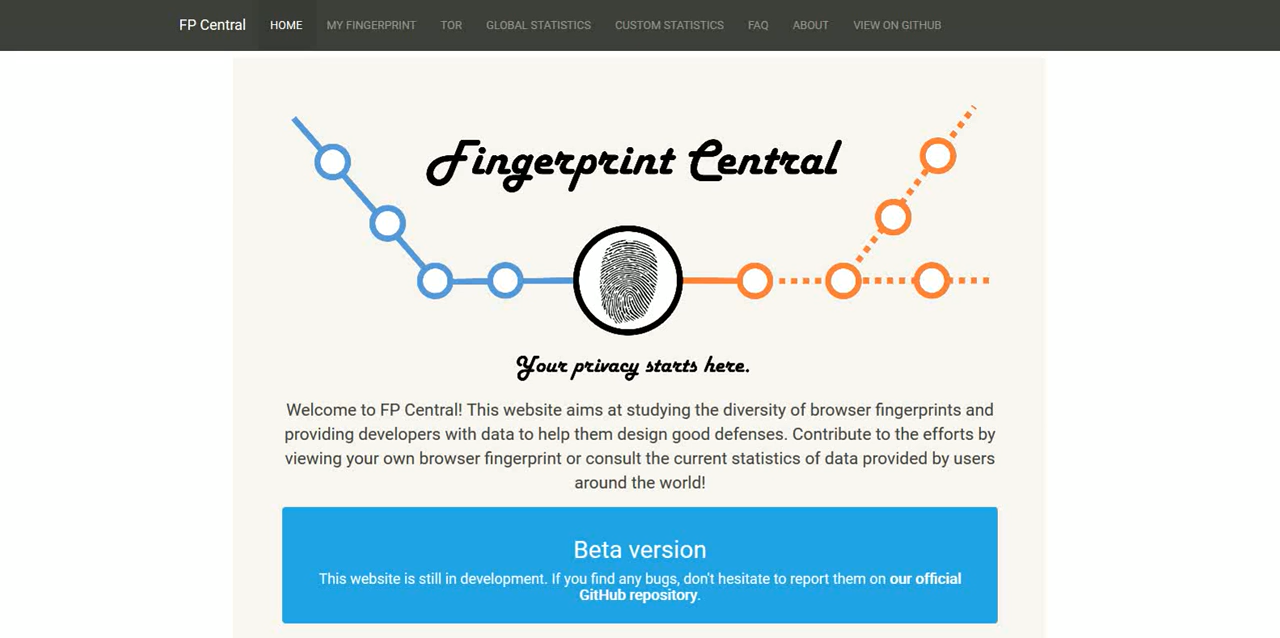 FP Central HOME MY FINGERPRINT TOR GLOBAL STATISTICS CUSTOM STATISTICS FAQ ABOUT VIEW ON GITHUB
Fingerprint Central
Your privacy starts here.
Welcome to FP Central! This website aims at studying the diversity of browser fingerprints and
providing developers with data to help them design good defenses. Contribute to the efforts by
viewing your own browser fingerprint or consult the current statistics of data provided by users
around the world!
Beta version
This website is still in development. If you find any bugs, don't hesitate to report them on our official
GitHub repository.